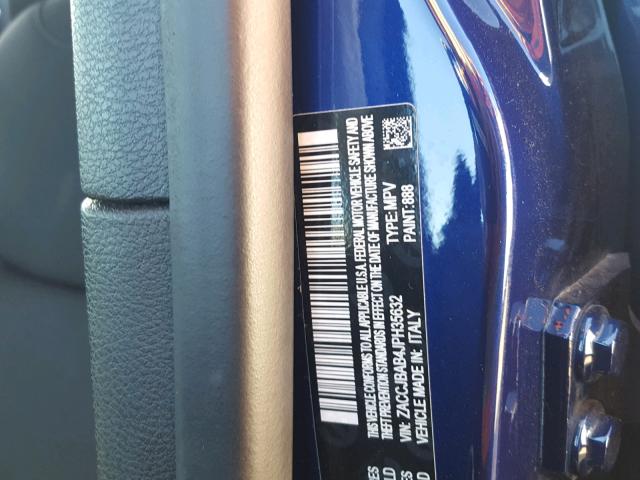 THIS VEHICLE CONFORMS TO ALL APPLICABLE U.S.A. FEDERAL MOTOR VEHICLE SAFETY AND
THEFT PREVENTION STANDARDS IN EFFECT ON THE DATE OF MANUFACTURE SHOWN ABOVE
VIN: ZACCJBAB4JPH35632 TYPE: MPV
VEHICLE MADE IN: ITALY PAINT: 888